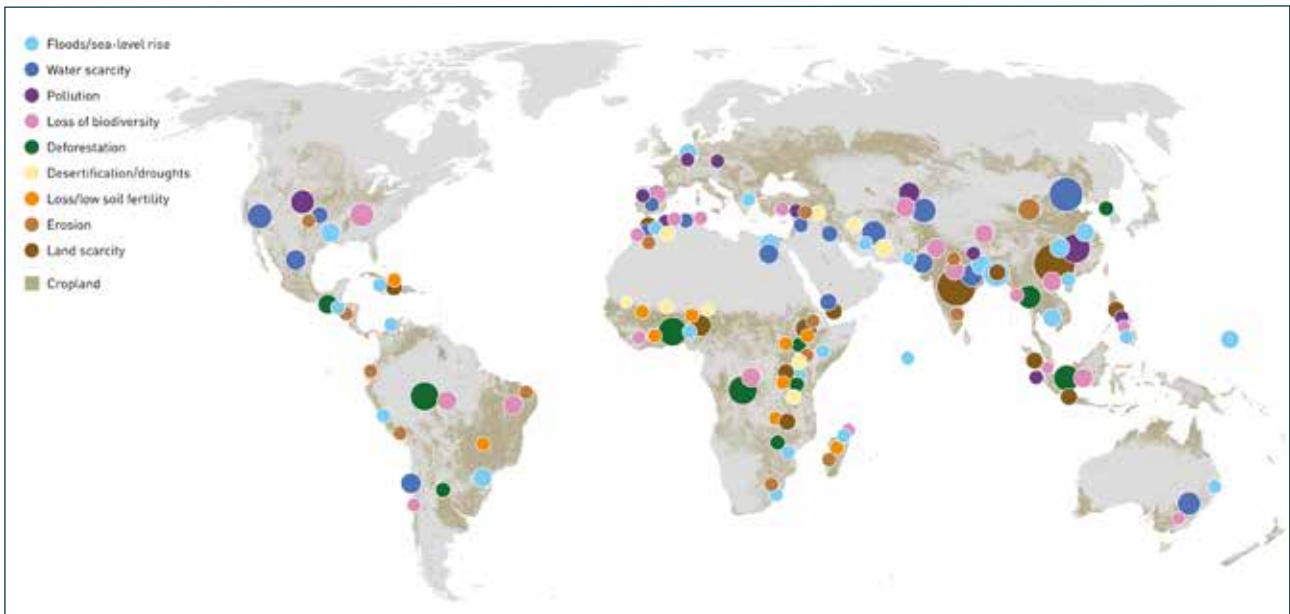 Floods/sea-level rise
Water scarcity
Pollution
Loss of biodiversity
Deforestation
Desertification/droughts
Loss/low soil fertility
Erosion
Land scarcity
Cropland